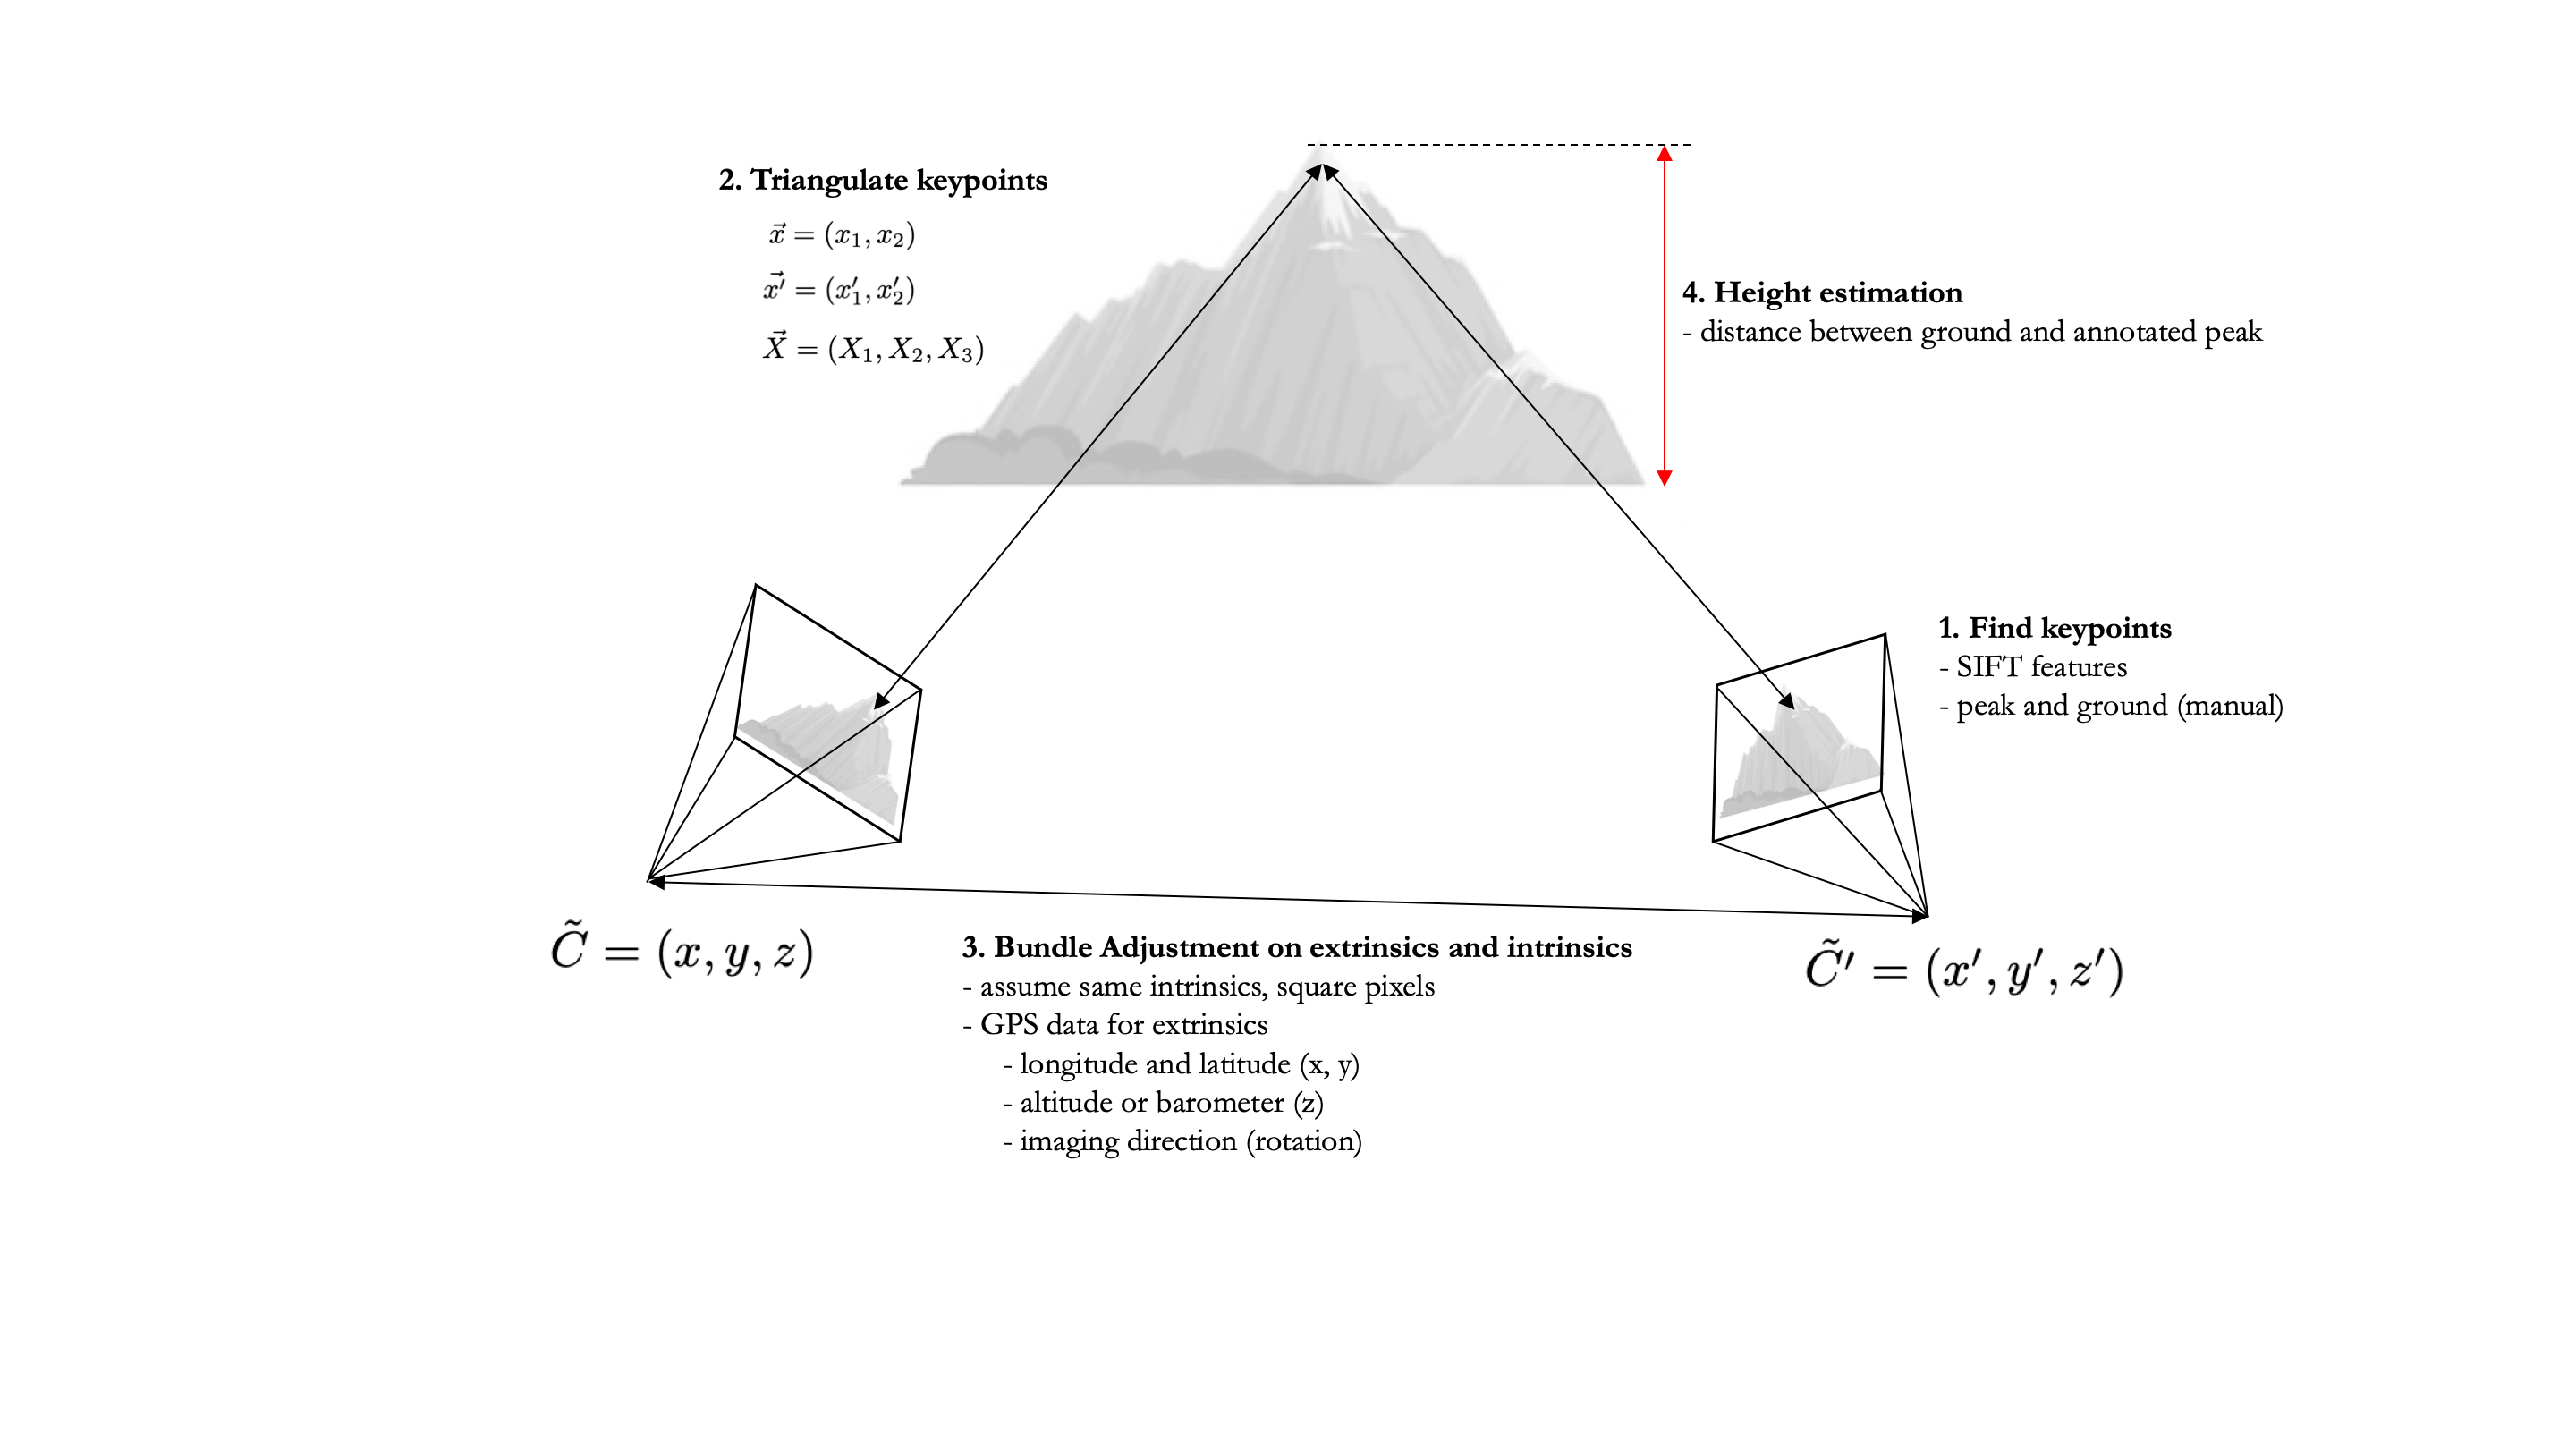 2. Triangulate keypoints
$\vec{x} = (x_1, x_2)$
$\vec{x'} = (x'_1, x'_2)$
$\vec{X} = (X_1, X_2, X_3)$
4. Height estimation
- distance between ground and annotated peak
1. Find keypoints
- SIFT features
- peak and ground (manual)
$\tilde{C} = (x, y, z)$
3. Bundle Adjustment on extrinsics and intrinsics
- assume same intrinsics, square pixels
- GPS data for extrinsics
- longitude and latitude (x, y)
- altitude or barometer (z)
- imaging direction (rotation)
$\tilde{C}' = (x', y', z')$